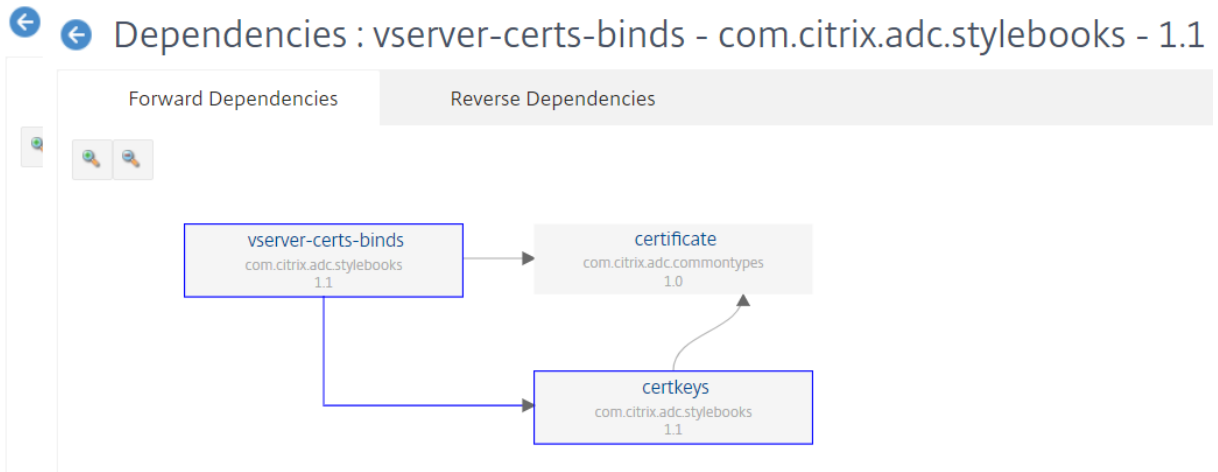 Dependencies : vserver-certs-binds - com.citrix.adc.stylebooks - 1.1
Forward Dependencies
Reverse Dependencies
vserver-certs-binds
com.citrix.adc.stylebooks
1.1
certificate
com.citrix.adc.commontypes
1.0
certkeys
com.citrix.adc.stylebooks
1.1